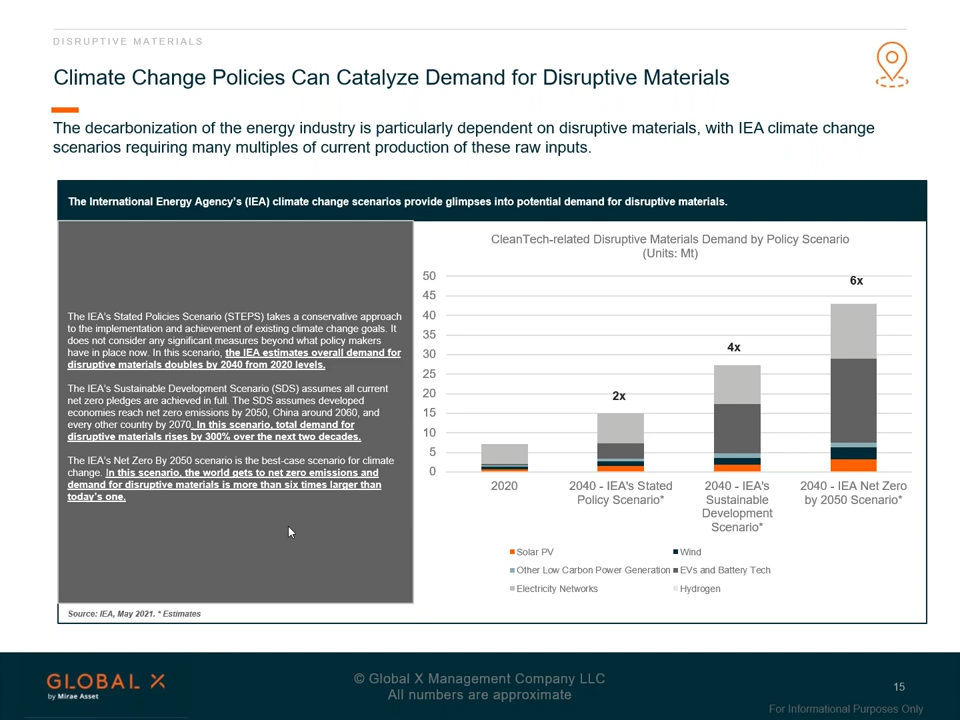 DISRUPTIVE MATERIALS
Climate Change Policies Can Catalyze Demand for Disruptive Materials
The decarbonization of the energy industry is particularly dependent on disruptive materials, with IEA climate change
scenarios requiring many multiples of current production of these raw inputs.
The International Energy Agency's (IEA) climate change scenarios provide glimpses into potential demand for disruptive materials.
The IEA's Stated Policies Scenario (STEPS) takes a conservative approach
to the implementation and achievement of existing climate change goals. It
does not consider any significant measures beyond what policy makers
have in place now. In this scenario, the IEA estimates overall demand for
disruptive materials doubles by 2040 from 2020 levels.
The IEA's Sustainable Development Scenario (SDS) assumes all current
net zero pledges are achieved in full. The SDS assumes developed
economies reach net zero emissions by 2050, China around 2060, and
every other country by 2070. In this scenario, total demand for
disruptive materials rises by 300% over the next two decades.
The IEA's Net Zero By 2050 scenario is the best-case scenario for climate
change. In this scenario, the world gets to net zero emissions and
demand for disruptive materials is more than six times larger than
today's one.
CleanTech-related Disruptive Materials Demand by Policy Scenario
(Units: Mt)
50
45
40
35
30
25
20
15
10
5
0
2x
4x
6x
2020
2040 - IEA's Stated
Policy Scenario*
2040 - IEA's
Sustainable
Development
Scenario*
2040 - IEA Net Zero
by 2050 Scenario*
Solar PV
Wind
Other Low Carbon Power Generation
EVs and Battery Tech
Electricity Networks
Hydrogen
Source: IEA, May 2021. * Estimates
GLOBAL X
by Mirae Asset
© Global X Management Company LLC
All numbers are approximate
15
For Informational Purposes Only